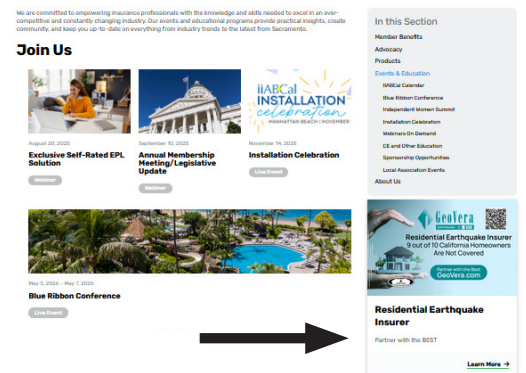 We are committed to empowering insurance professionals with the knowledge and skills needed to excel in an ever-
competitive and constantly changing industry. Our events and educational programs provide practical insights, create
community, and keep you up-to-date on everything from industry trends to the latest from Sacramento.
Join Us
IIABCal
INSTALLATION
celebration
MANHATTAN BEACH | NOVEMBER
August 20, 2025
Exclusive Self-Rated EPL
Solution
Webinar
September 10, 2025
Annual Membership
Meeting/Legislative
Update
Webinar
November 14, 2025
Installation Celebration
Live Event
May 3, 2026 - May 7, 2026
Blue Ribbon Conference
Live Event
In this Section
Member Benefits
Advocacy
Products
Events & Education
IIABCal Calendar
Blue Ribbon Conference
Independent Women Summit
Installation Celebration
Webinars On Demand
CE and Other Education
Sponsorship Opportunities
Local Association Events
About Us
GeoVera
Residential Earthquake Insurer
9 out of 10 California Homeowners
Are Not Covered
Partner with the Best
GeoVera.com
Residential Earthquake
Insurer
Partner with the BEST
Learn More →